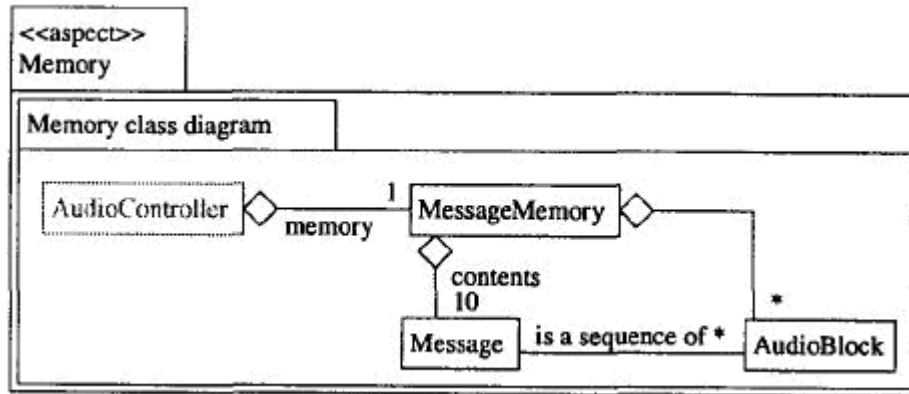 <<aspect>>
Memory
Memory class diagram
AudioController
1
memory
MessageMemory
contents
10
*
Message
is a sequence of *
AudioBlock